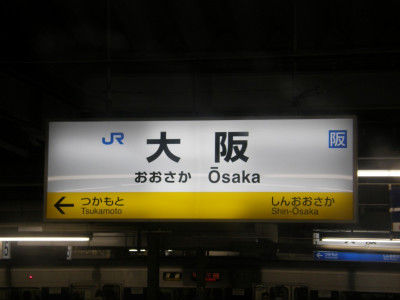 JR 大阪 阪
おおさか Ōsaka
← つかもと しんおおさか
Tsukamoto Shin-Ōsaka